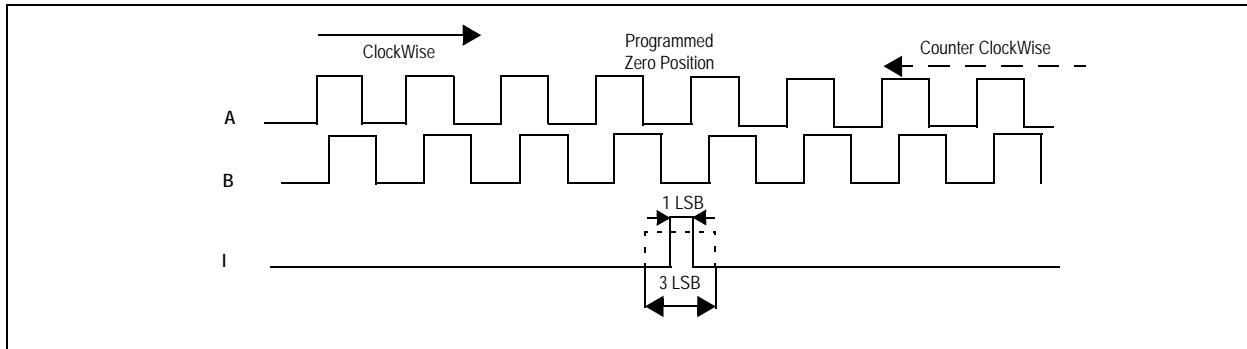 ClockWise
Programmed
Zero Position
Counter ClockWise
A
B
1 LSB
I
3 LSB